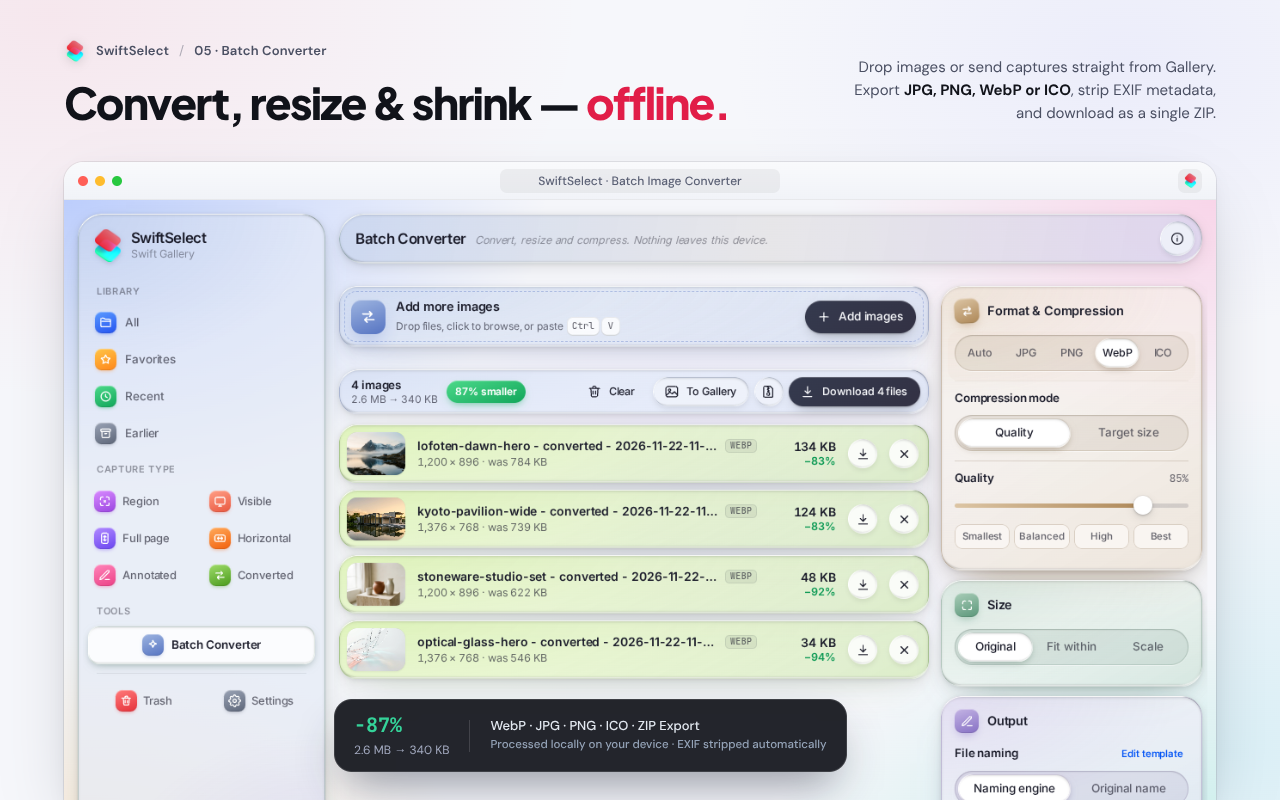 SwiftSelect / 05 · Batch Converter
Convert, resize & shrink — offline.
Drop images or send captures straight from Gallery.
Export JPG, PNG, WebP or ICO, strip EXIF metadata,
and download as a single ZIP.
SwiftSelect · Batch Image Converter
SwiftSelect
Swift Gallery
LIBRARY
All
Favorites
Recent
Earlier
CAPTURE TYPE
Region
Visible
Full page
Horizontal
Annotated
Converted
TOOLS
Batch Converter
Trash
Settings
Batch Converter Convert, resize and compress. Nothing leaves this device.
Add more images
Drop files, click to browse, or paste Ctrl V
Add images
4 images
2.6 MB → 340 KB
87% smaller
Clear
To Gallery
Download 4 files
lofoten-dawn-hero - converted - 2026-11-22-11-... WEBP
1,200 × 896 · was 784 KB
134 KB
−83%
kyoto-pavilion-wide - converted - 2026-11-22-11... WEBP
1,376 × 768 · was 739 KB
124 KB
−83%
stoneware-studio-set - converted - 2026-11-22-... WEBP
1,200 × 896 · was 622 KB
48 KB
−92%
optical-glass-hero - converted - 2026-11-22-11-... WEBP
1,376 × 768 · was 546 KB
34 KB
−94%
-87%
2.6 MB → 340 KB
WebP · JPG · PNG · ICO · ZIP Export
Processed locally on your device · EXIF stripped automatically
Format & Compression
Auto JPG PNG WebP ICO
Compression mode
Quality Target size
Quality 85%
Smallest Balanced High Best
Size
Original Fit within Scale
Output
File naming Edit template
Naming engine Original name